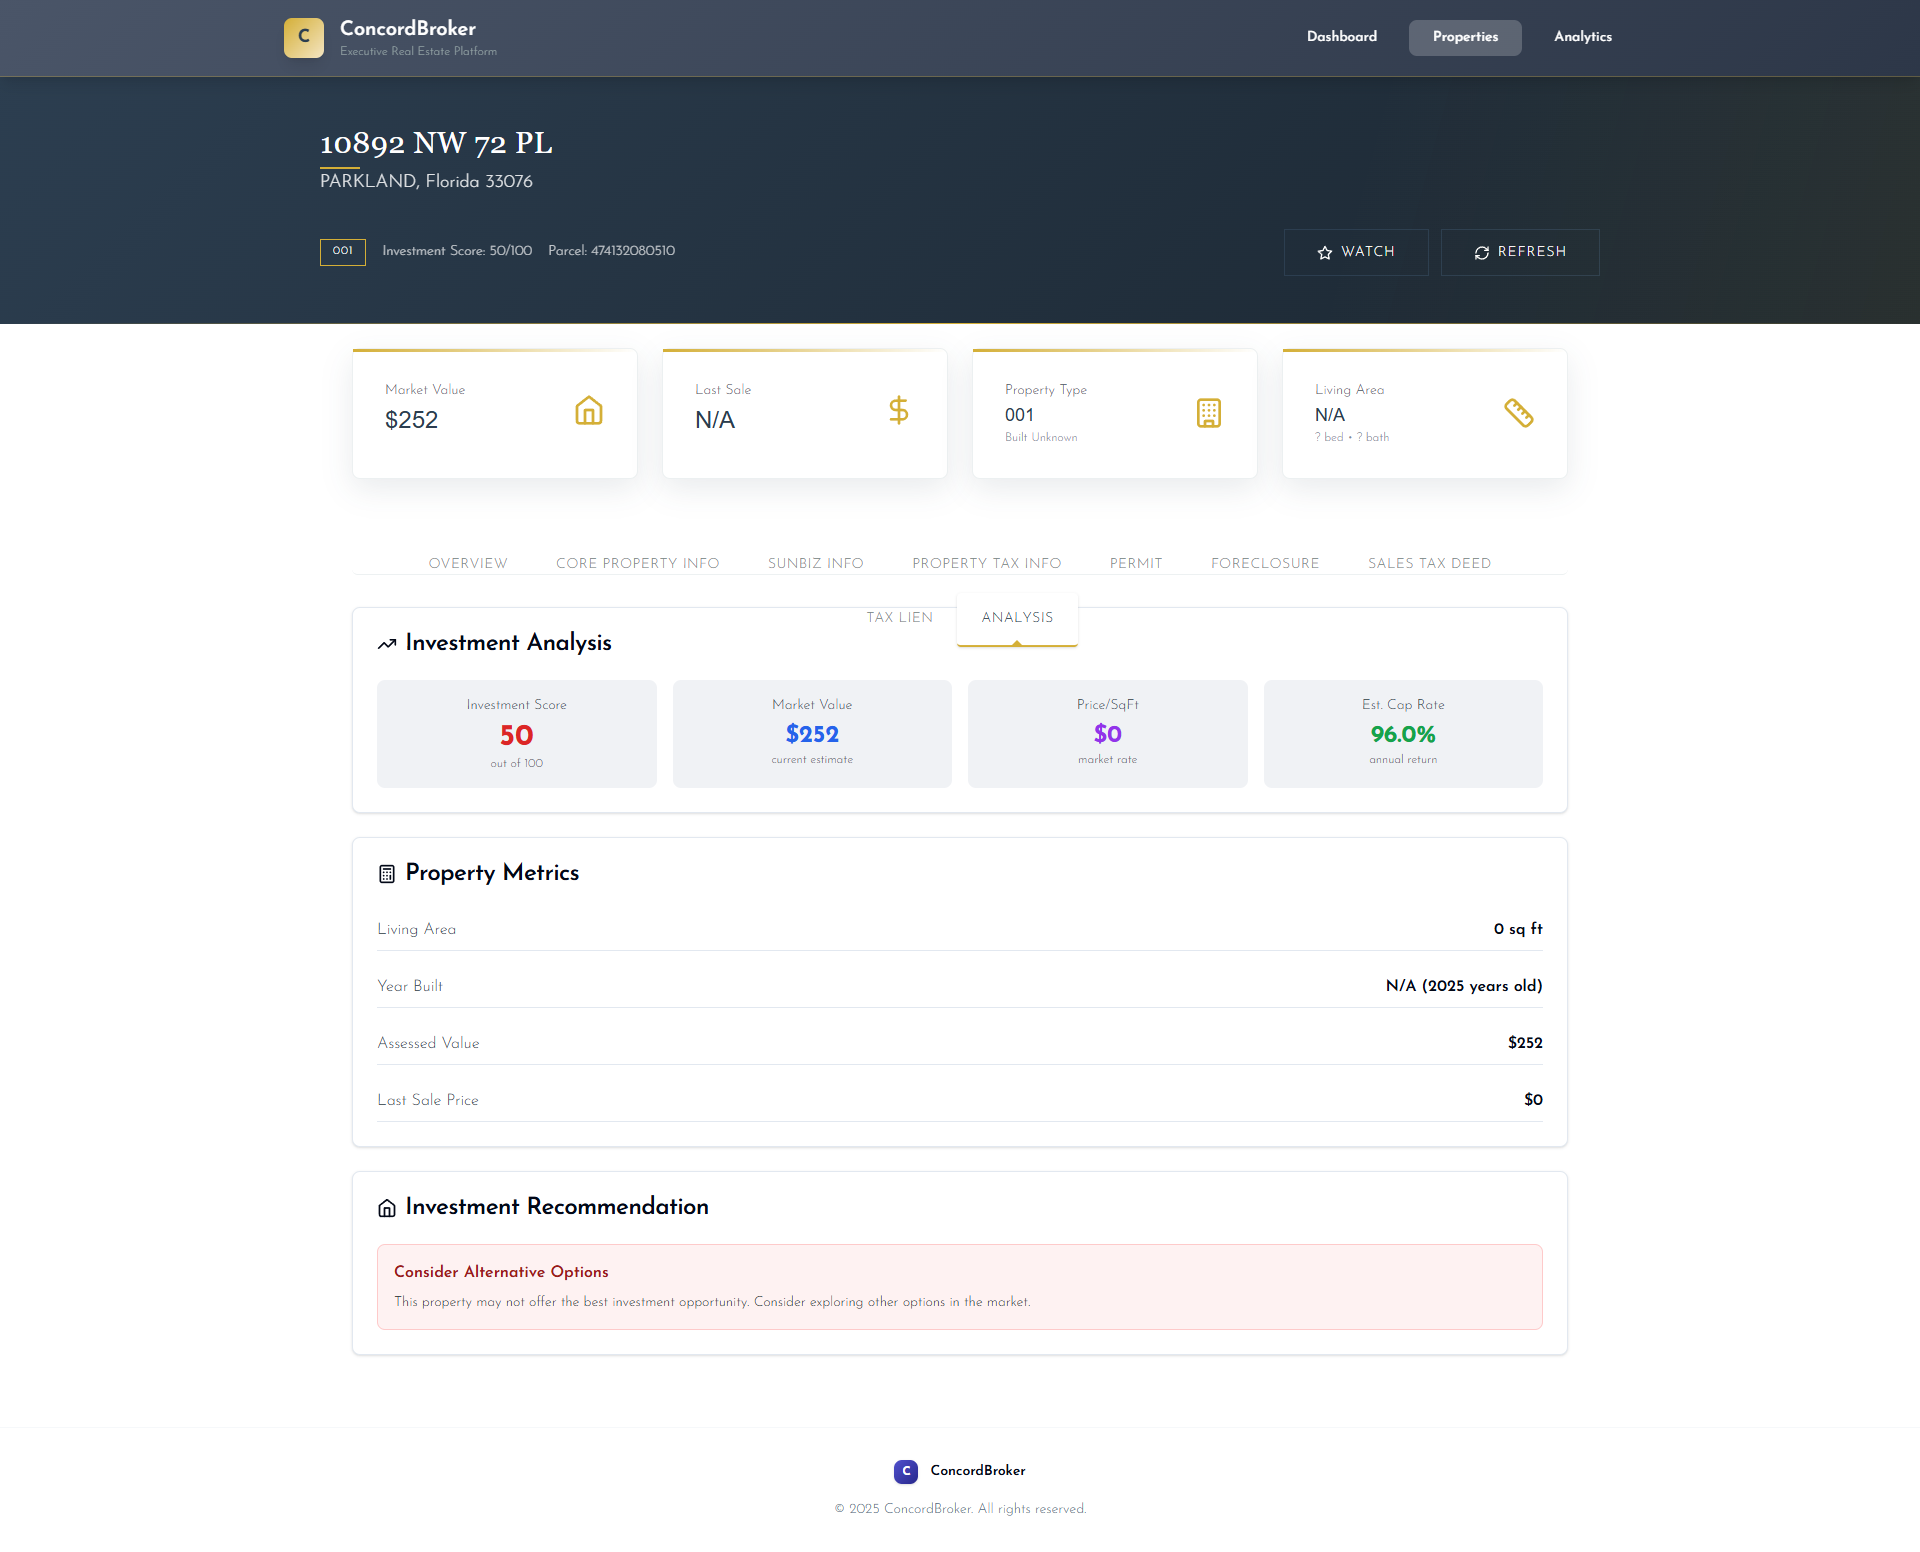 C
ConcordBroker
Executive Real Estate Platform
Dashboard
Properties
Analytics
10892 NW 72 PL
PARKLAND, Florida 33076
001
Investment Score: 50/100
Parcel: 474132080510
WATCH
REFRESH
Market Value
$252
Last Sale
N/A
Property Type
001
Built Unknown
Living Area
N/A
? bed • ? bath
OVERVIEW
CORE PROPERTY INFO
SUNBIZ INFO
PROPERTY TAX INFO
PERMIT
FORECLOSURE
SALES TAX DEED
TAX LIEN
ANALYSIS
Investment Analysis
Investment Score
50
out of 100
Market Value
$252
current estimate
Price/SqFt
$0
market rate
Est. Cap Rate
96.0%
annual return
Property Metrics
Living Area
0 sq ft
Year Built
N/A (2025 years old)
Assessed Value
$252
Last Sale Price
$0
Investment Recommendation
Consider Alternative Options
This property may not offer the best investment opportunity. Consider exploring other options in the market.
C
ConcordBroker
© 2025 ConcordBroker. All rights reserved.